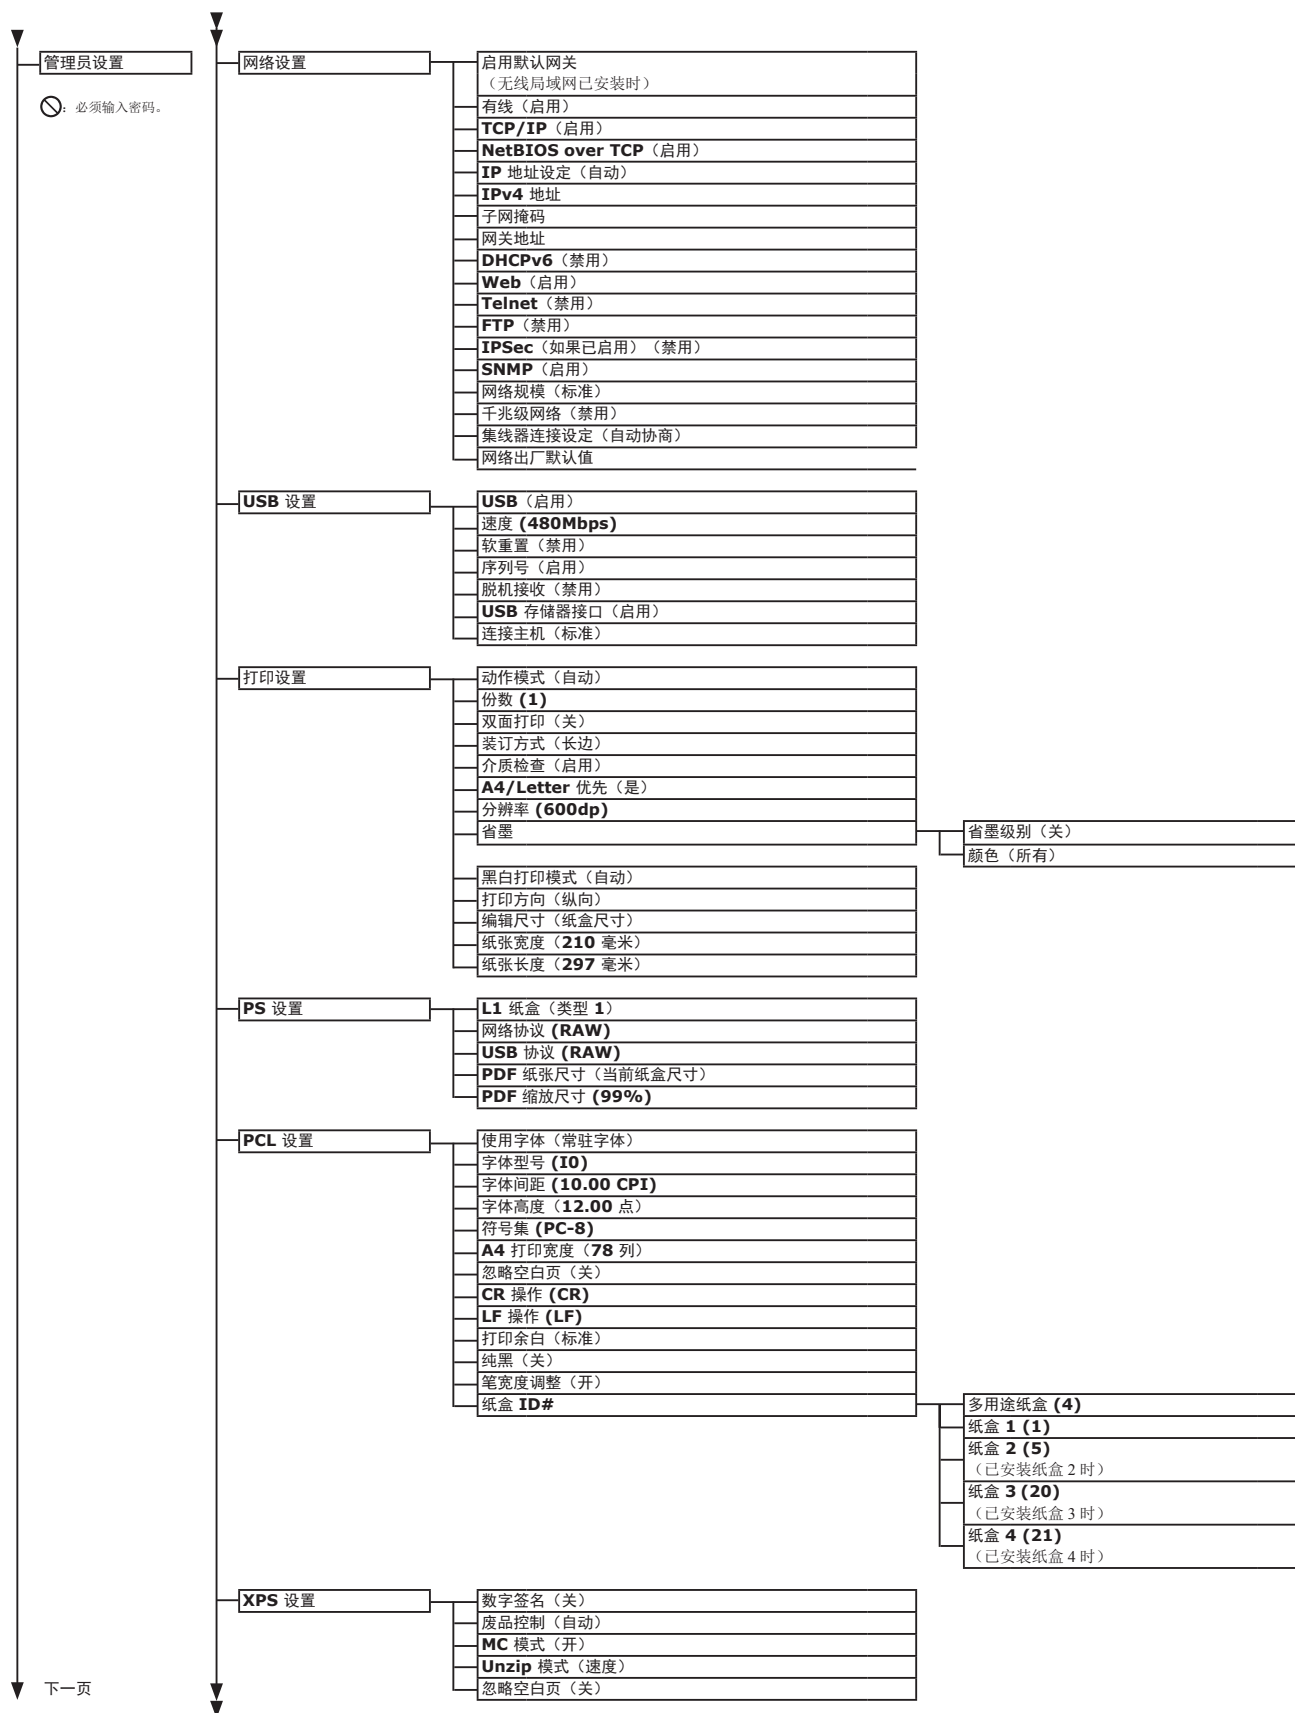 管理员设置
：必须输入密码。
网络设置
启用默认网关
（无线局域网已安装时）
有线（启用）
TCP/IP（启用）
NetBIOS over TCP（启用）
IP 地址设定（自动）
IPv4 地址
子网掩码
网关地址
DHCPv6（禁用）
Web（启用）
Telnet（禁用）
FTP（禁用）
IPSec（如果已启用）（禁用）
SNMP（启用）
网络规模（标准）
千兆级网络（禁用）
集线器连接设定（自动协商）
网络出厂默认值
USB 设置
USB（启用）
速度 (480Mbps)
软重置（禁用）
序列号（启用）
脱机接收（禁用）
USB 存储器接口（启用）
连接主机（标准）
打印设置
动作模式（自动）
份数 (1)
双面打印（关）
装订方式（长边）
介质检查（启用）
A4/Letter 优先（是）
分辨率 (600dp)
省墨
省墨级别（关）
颜色（所有）
黑白打印模式（自动）
打印方向（纵向）
编辑尺寸（纸盒尺寸）
纸张宽度（210 毫米）
纸张长度（297 毫米）
PS 设置
L1 纸盒（类型 1）
网络协议 (RAW)
USB 协议 (RAW)
PDF 纸张尺寸（当前纸盒尺寸）
PDF 缩放尺寸 (99%)
PCL 设置
使用字体（常驻字体）
字体型号 (I0)
字体间距 (10.00 CPI)
字体高度（12.00 点）
符号集 (PC-8)
A4 打印宽度（78 列）
忽略空白页（关）
CR 操作 (CR)
LF 操作 (LF)
打印余白（标准）
纯黑（关）
笔宽度调整（开）
纸盒 ID#
多用途纸盒 (4)
纸盒 1 (1)
纸盒 2 (5)
（已安装纸盒 2 时）
纸盒 3 (20)
（已安装纸盒 3 时）
纸盒 4 (21)
（已安装纸盒 4 时）
XPS 设置
数字签名（关）
废品控制（自动）
MC 模式（开）
Unzip 模式（速度）
忽略空白页（关）
下一页